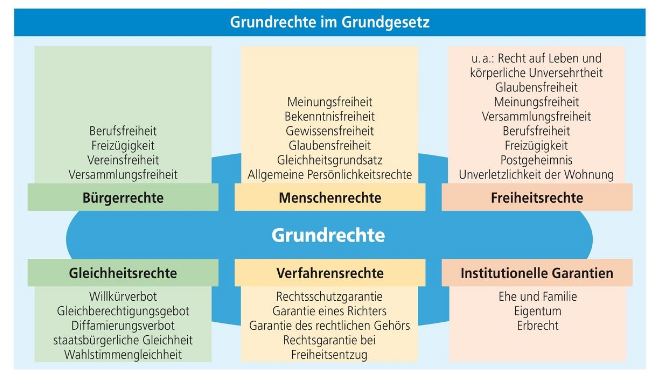 Grundrechte im Grundgesetz
Berufsfreiheit
Freizügigkeit
Vereinsfreiheit
Versammlungsfreiheit
Bürgerrechte
Meinungsfreiheit
Bekenntnisfreiheit
Gewissensfreiheit
Glaubensfreiheit
Gleichheitsgrundsatz
Allgemeine Persönlichkeitsrechte
Menschenrechte
u. a.: Recht auf Leben und
körperliche Unversehrtheit
Glaubensfreiheit
Meinungsfreiheit
Versammlungsfreiheit
Berufsfreiheit
Freizügigkeit
Postgeheimnis
Unverletzlichkeit der Wohnung
Freiheitsrechte
Grundrechte
Gleichheitsrechte
Willkürverbot
Gleichberechtigungsgebot
Diffamierungsverbot
staatsbürgerliche Gleichheit
Wahlstimmengleichheit
Verfahrensrechte
Rechtsschutzgarantie
Garantie eines Richters
Garantie des rechtlichen Gehörs
Rechtsgarantie bei
Freiheitsentzug
Institutionelle Garantien
Ehe und Familie
Eigentum
Erbrecht